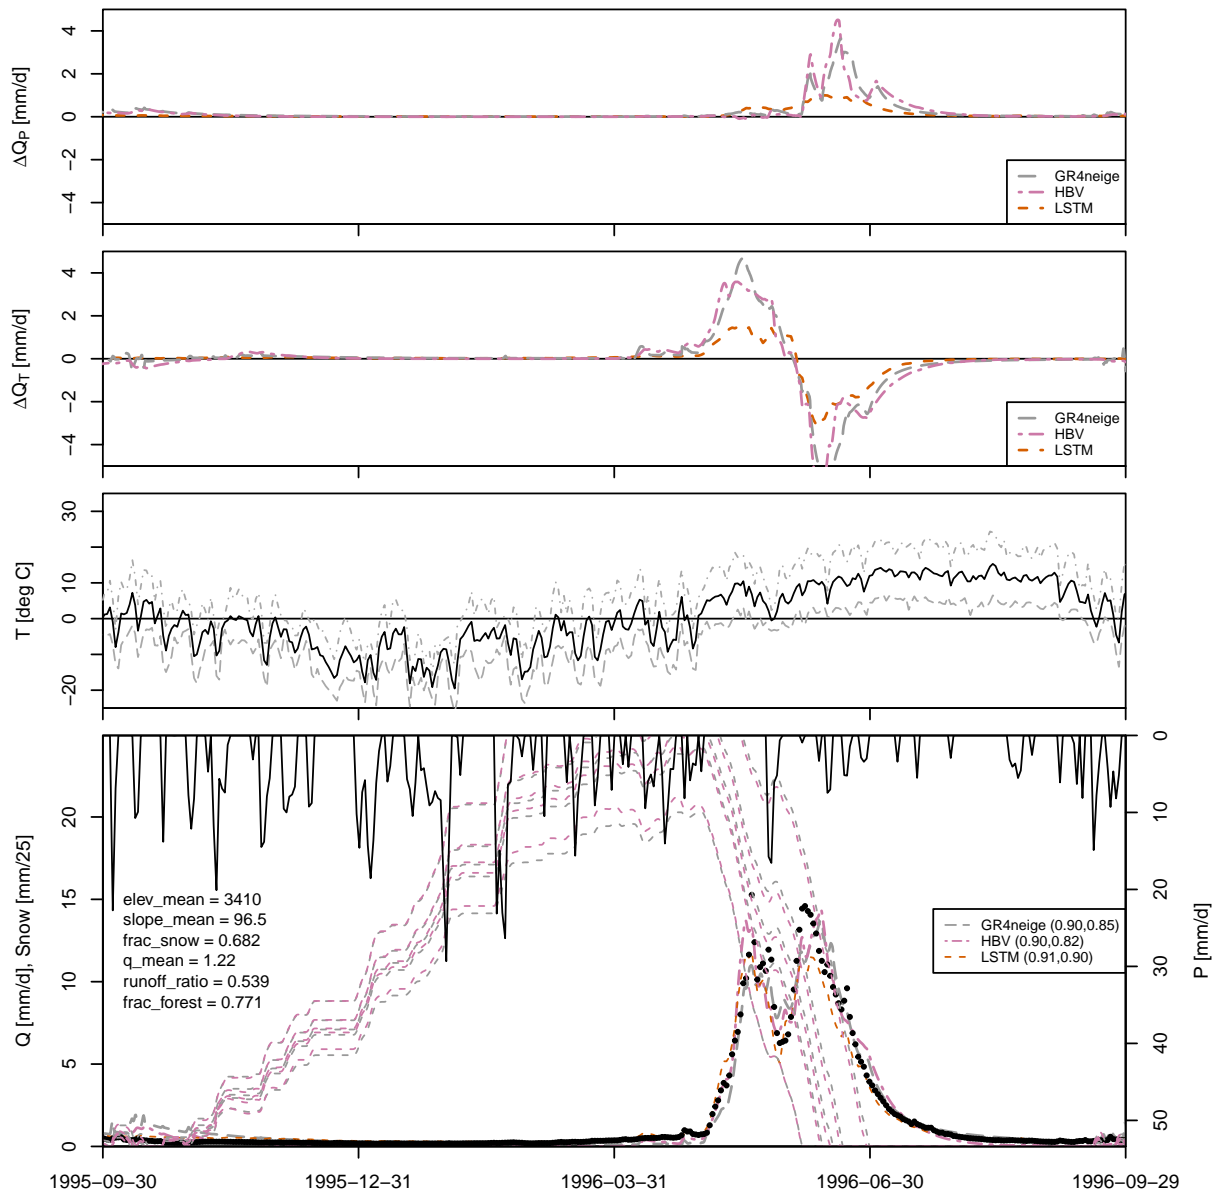 ΔQP [mm/d]
4
2
0
−2
−4
GR4neige
HBV
LSTM
ΔQT [mm/d]
4
2
0
−2
−4
GR4neige
HBV
LSTM
T [deg C]
30
10
0
−20
Q [mm/d], Snow [mm/25]
20
15
10
5
0
elev_mean = 3410
slope_mean = 96.5
frac_snow = 0.682
q_mean = 1.22
runoff_ratio = 0.539
frac_forest = 0.771
GR4neige (0.90,0.85)
HBV (0.90,0.82)
LSTM (0.91,0.90)
0
10
20
30
40
50
P [mm/d]
1995−09−30
1995−12−31
1996−03−31
1996−06−30
1996−09−29